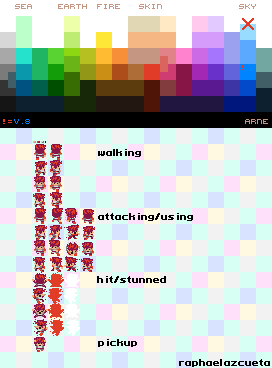 SEA EARTH FIRE SKIN SKY
!=V.8 ARNE
walking
attacking/using
hit/stunned
pickup
raphaelazcueta